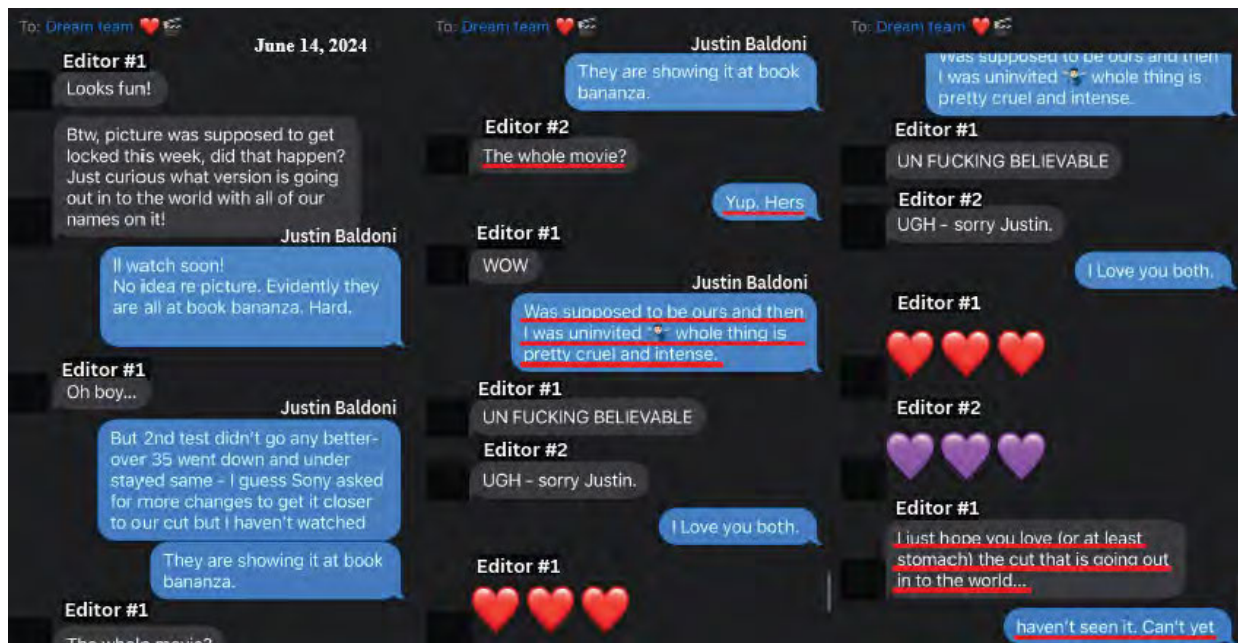 To: Dream team ❤️🎬
June 14, 2024
Editor #1
Looks fun!
Btw, picture was supposed to get
locked this week, did that happen?
Just curious what version is going
out in to the world with all of our
names on it!
Justin Baldoni
Il watch soon!
No idea re picture. Evidently they
are all at book bananza. Hard.
Editor #1
Oh boy...
Justin Baldoni
But 2nd test didn't go any better-
over 35 went down and under
stayed same - I guess Sony asked
for more changes to get it closer
to our cut but i haven't watched
They are showing it at book
bananza.
Editor #1
The whole movie?
To: Dream team ❤️🎬
Justin Baldoni
They are showing it at book
bananza.
Editor #2
The whole movie?
Yup. Hers
Editor #1
WOW
Justin Baldoni
Was supposed to be ours and then
I was uninvited 🤷🏻‍♂️ whole thing is
pretty cruel and intense.
Editor #1
UN FUCKING BELIEVABLE
Editor #2
UGH - sorry Justin.
I Love you both.
Editor #1
❤️❤️❤️
To: Dream team ❤️🎬
Was supposed to be ours and then
I was uninvited 🤷🏻‍♂️ whole thing is
pretty cruel and intense.
Editor #1
UN FUCKING BELIEVABLE
Editor #2
UGH - sorry Justin.
I Love you both.
Editor #1
❤️❤️❤️
Editor #2
💜💜💜
Editor #1
I just hope you love (or at least
stomach) the cut that is going out
in to the world...
haven't seen it. Can't yet